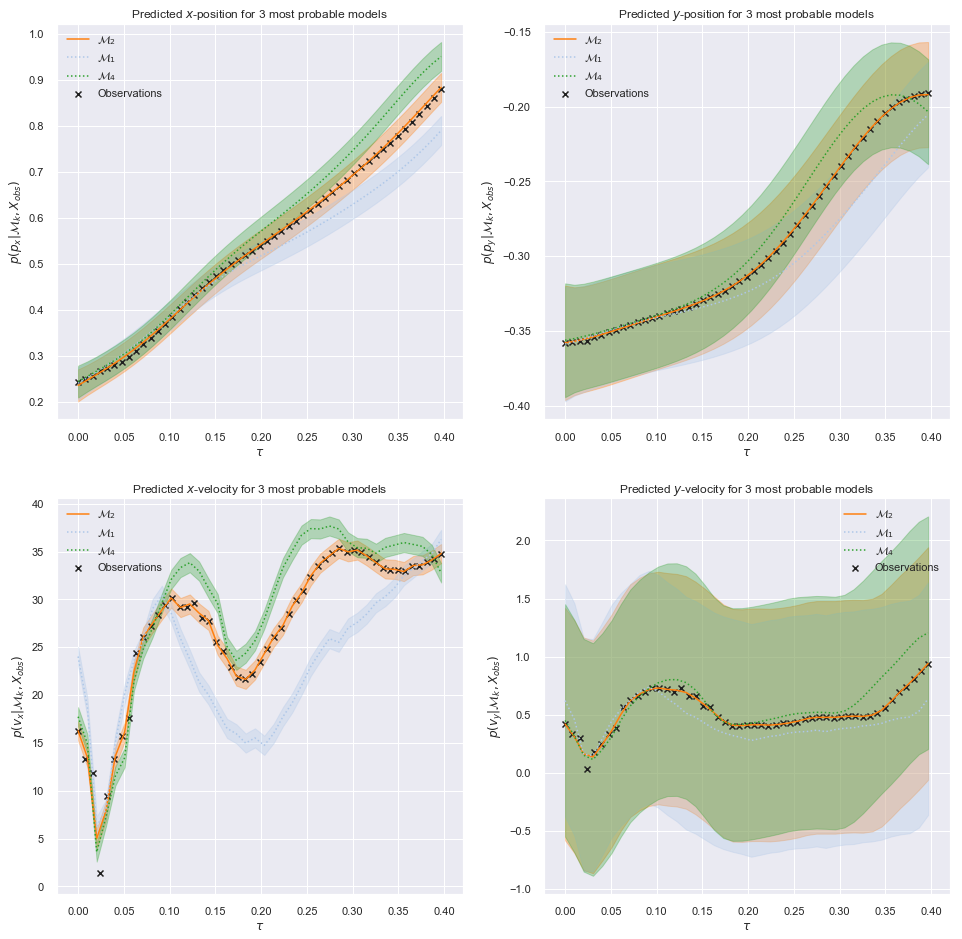 Predicted x-position for 3 most probable models
1.0
0.9
0.8
0.7
0.6
0.5
0.4
0.3
0.2
p(pₓ|ℳₖ, X_obs)
ℳ₂
ℳ₁
ℳ₄
Observations
0.00 0.05 0.10 0.15 0.20 0.25 0.30 0.35 0.40
τ
Predicted y-position for 3 most probable models
−0.15
−0.20
−0.25
−0.30
−0.35
−0.40
p(p_y|ℳₖ, X_obs)
ℳ₂
ℳ₁
ℳ₄
Observations
0.00 0.05 0.10 0.15 0.20 0.25 0.30 0.35 0.40
τ
Predicted x-velocity for 3 most probable models
40
35
30
25
20
15
10
5
0
p(vₓ|ℳₖ, X_obs)
ℳ₂
ℳ₁
ℳ₄
Observations
0.00 0.05 0.10 0.15 0.20 0.25 0.30 0.35 0.40
τ
Predicted y-velocity for 3 most probable models
2.0
1.5
1.0
0.5
0.0
−0.5
−1.0
p(v_y|ℳₖ, X_obs)
ℳ₂
ℳ₁
ℳ₄
Observations
0.00 0.05 0.10 0.15 0.20 0.25 0.30 0.35 0.40
τ